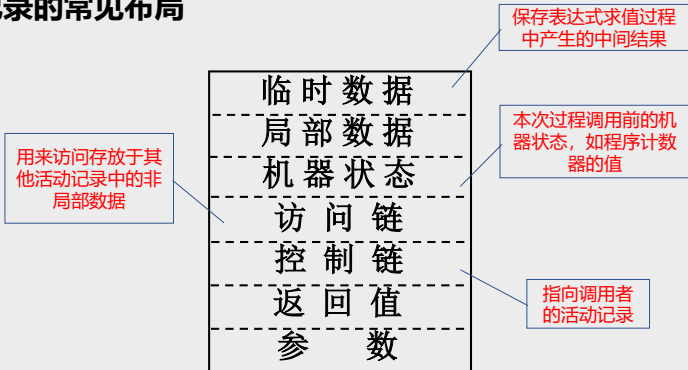 录的常见布局
保存表达式求值过程
中产生的中间结果
临时数据
局部数据
机器状态
访问链
控制链
返回值
参数
本次过程调用前的机
器状态，如程序计数
器的值
用来访问存放于其
他活动记录中的非
局部数据
指向调用者
的活动记录